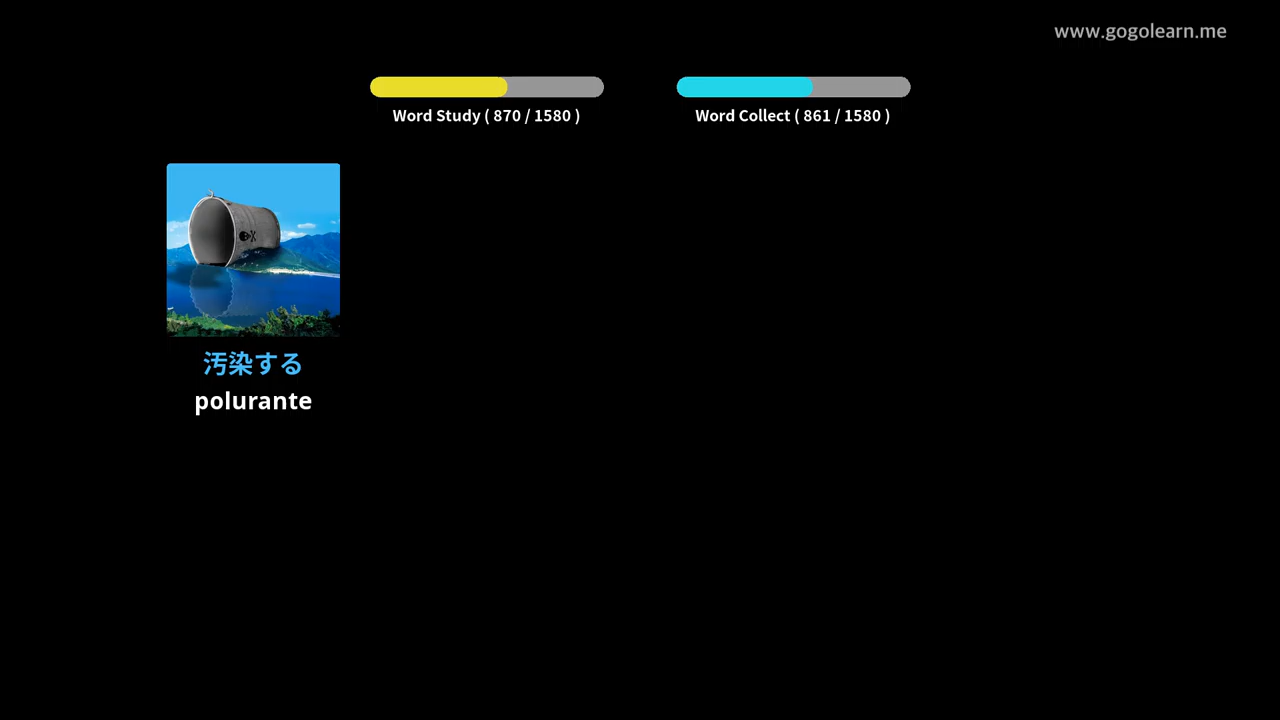 www.gogolearn.me
Word Study ( 870 / 1580 )
Word Collect ( 861 / 1580 )
汚染する
polurante